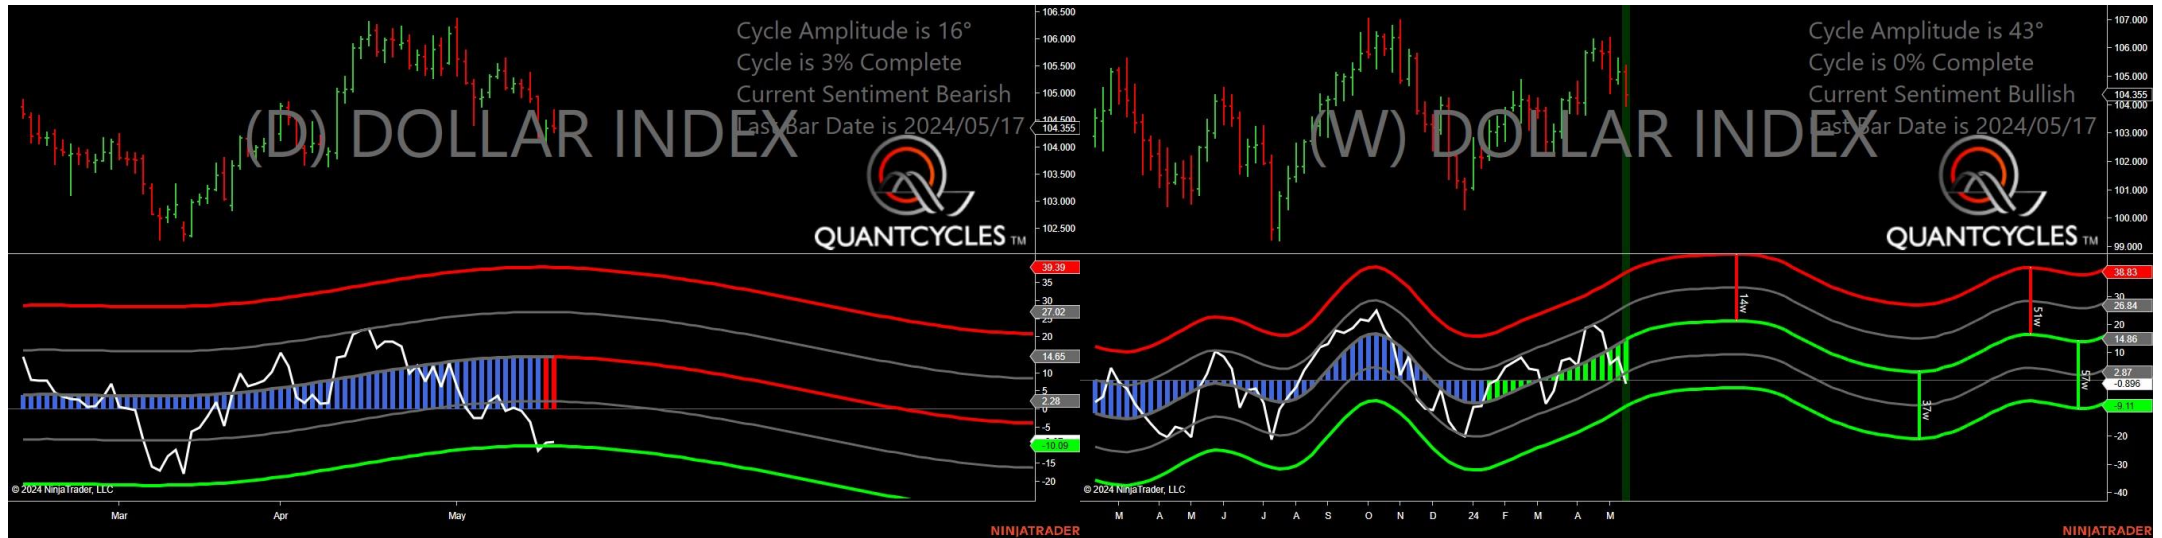 Cycle Amplitude is 16°
Cycle is 3% Complete
Current Sentiment Bearish
Last Bar Date is 2024/05/17
(D) DOLLAR INDEX
QUANTCYCLES TM
106.500
106.000
105.500
105.000
104.500
104.355
104.000
103.500
103.000
102.500
39.39
35
30
27.02
25
20
14.65
10
5
2.28
0
-5
-10.09
-15
-20
© 2024 NinjaTrader, LLC
Mar Apr May
NINJATRADER
Cycle Amplitude is 43°
Cycle is 0% Complete
Current Sentiment Bullish
Last Bar Date is 2024/05/17
(W) DOLLAR INDEX
QUANTCYCLES TM
107.000
106.000
105.000
104.355
104.000
103.000
102.000
101.000
100.000
99.000
14w
51w
37w
57w
38.83
30
26.84
20
14.86
10
2.87
-0.896
-9.11
-20
-30
-40
© 2024 NinjaTrader, LLC
M A M J J A S O N D 24 F M A M
NINJATRADER